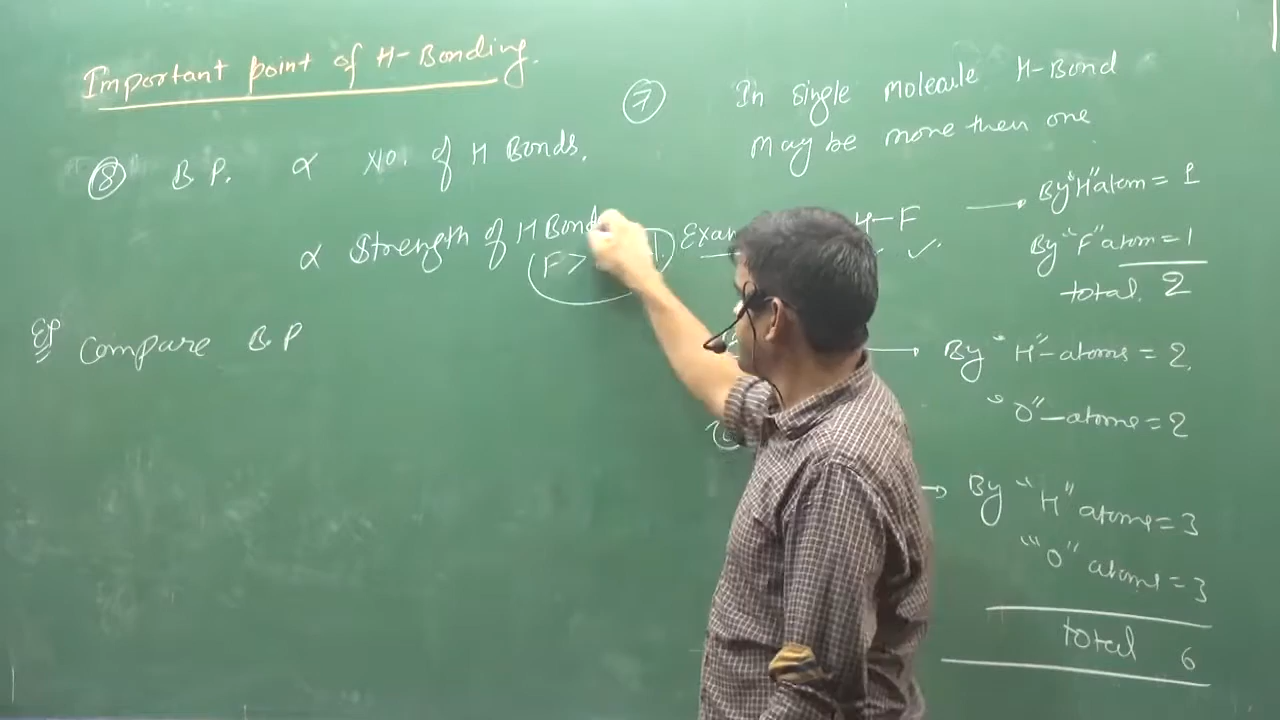 Important point of H-Bonding.
⑧ B.P. ∝ No. of H Bonds.
∝ Strength of H Bond
(F >
Ex Compare B P
⑦ In single molecule H-Bond
may be more then one
Exam H-F → By "H" atom = 1
✓ By "F" atom = 1
total. 2
→ By "H"-atoms = 2
"O"-atoms = 2
→ By "H" atoms = 3
"O" atoms = 3
total 6